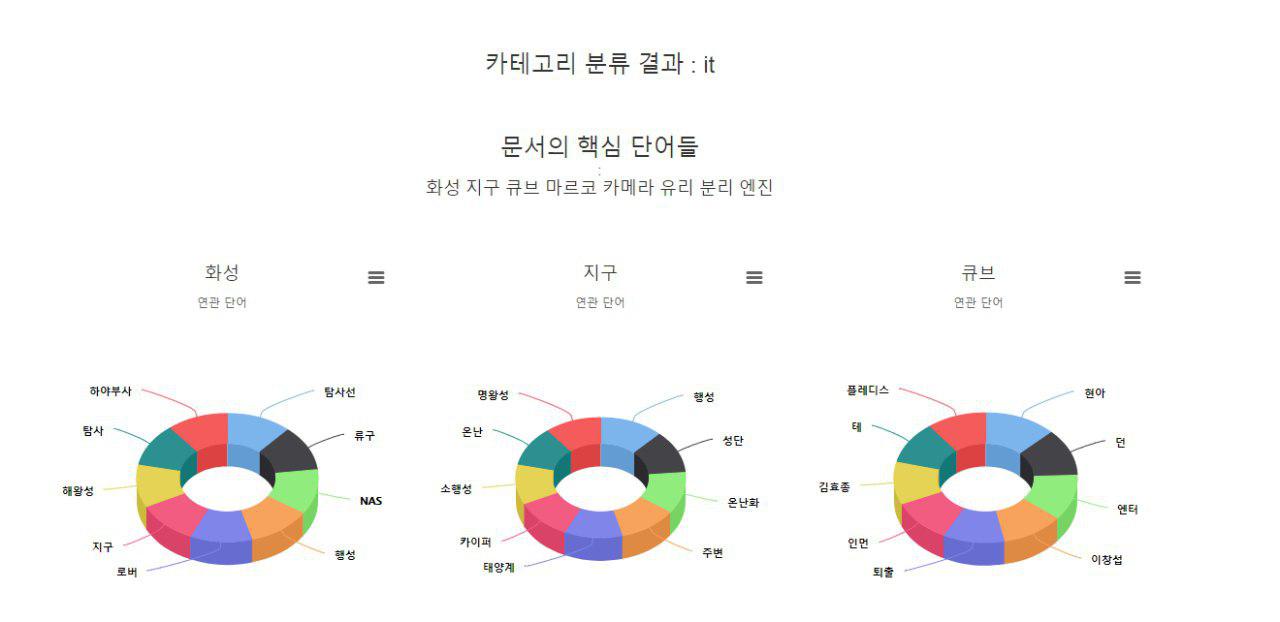 카테고리 분류 결과 : it
문서의 핵심 단어들
:
화성 지구 큐브 마르코 카메라 유리 분리 엔진
화성
연관 단어
하야부사
탐사선
탐사
류구
해왕성
NAS
지구
행성
로버
지구
연관 단어
명왕성
행성
온난
성단
소행성
온난화
카이퍼
주변
태양계
큐브
연관 단어
플레디스
현아
테
던
김효종
엔터
인먼
이창섭
퇴출